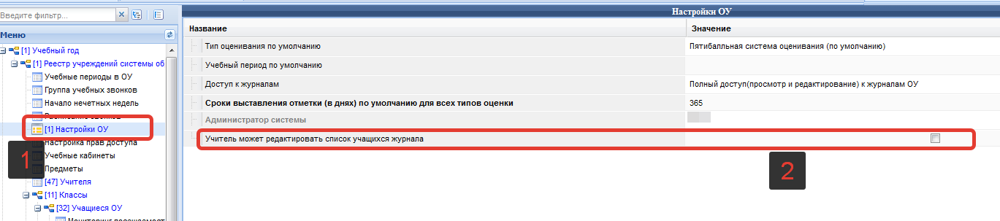 Введите фильтр...
Меню
[1] Учебный год
[1] Реестр учреждений системы об
Учебные периоды в ОУ
Группа учебных звонков
Начало нечетных недель
[1] Настройки ОУ
Настройка прав доступа
1
Учебные кабинеты
Предметы
[47] Учителя
[11] Классы
[32] Учащиеся ОУ
Настройки ОУ
Название Значение
Тип оценивания по умолчанию Пятибалльная система оценивания (по умолчанию)
Учебный период по умолчанию
Доступ к журналам Полный доступ(просмотр и редактирование) к журналам ОУ
Сроки выставления отметки (в днях) по умолчанию для всех типов оценки 365
Администратор системы
Учитель может редактировать список учащихся журнала
2